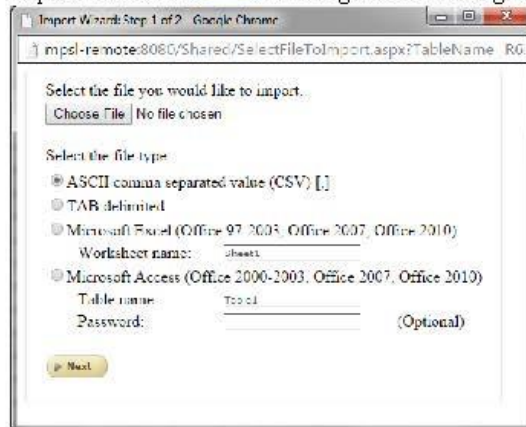 Import Wizard: Step 1 of 2 - Google Chrome
mpsl-remote:8080/Shared/SelectFileToImport.aspx?TableName R6
Select the file you would like to import.
Choose File No file chosen
Select the file type
ASCII comma separated value (CSV) [,]
TAB delimited
Microsoft Excel (Office 97-2003, Office 2007, Office 2010)
Worksheet name: Sheet1
Microsoft Access (Office 2000-2003, Office 2007, Office 2010)
Table name Table1
Password: (Optional)
Next